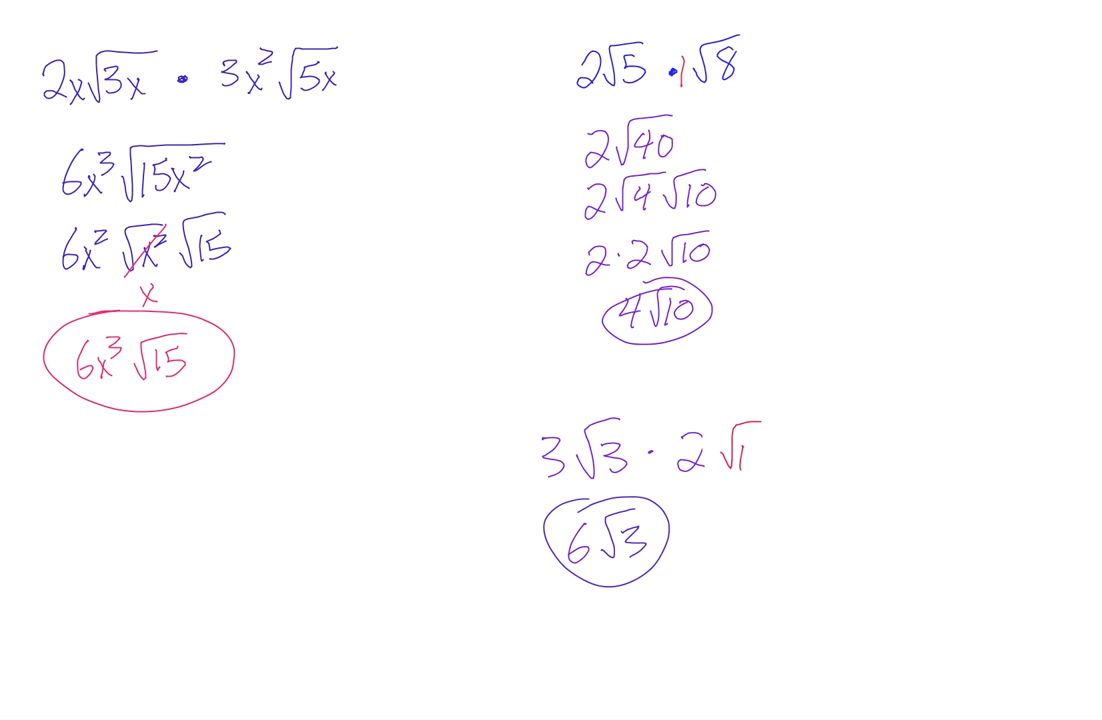 2x√3x • 3x²√5x
6x³√15x²
6x² √x² √15
x
6x³ √15
2√5 • 1√8
2√40
2√4√10
2·2√10
4√10
3√3 · 2√1
6√3